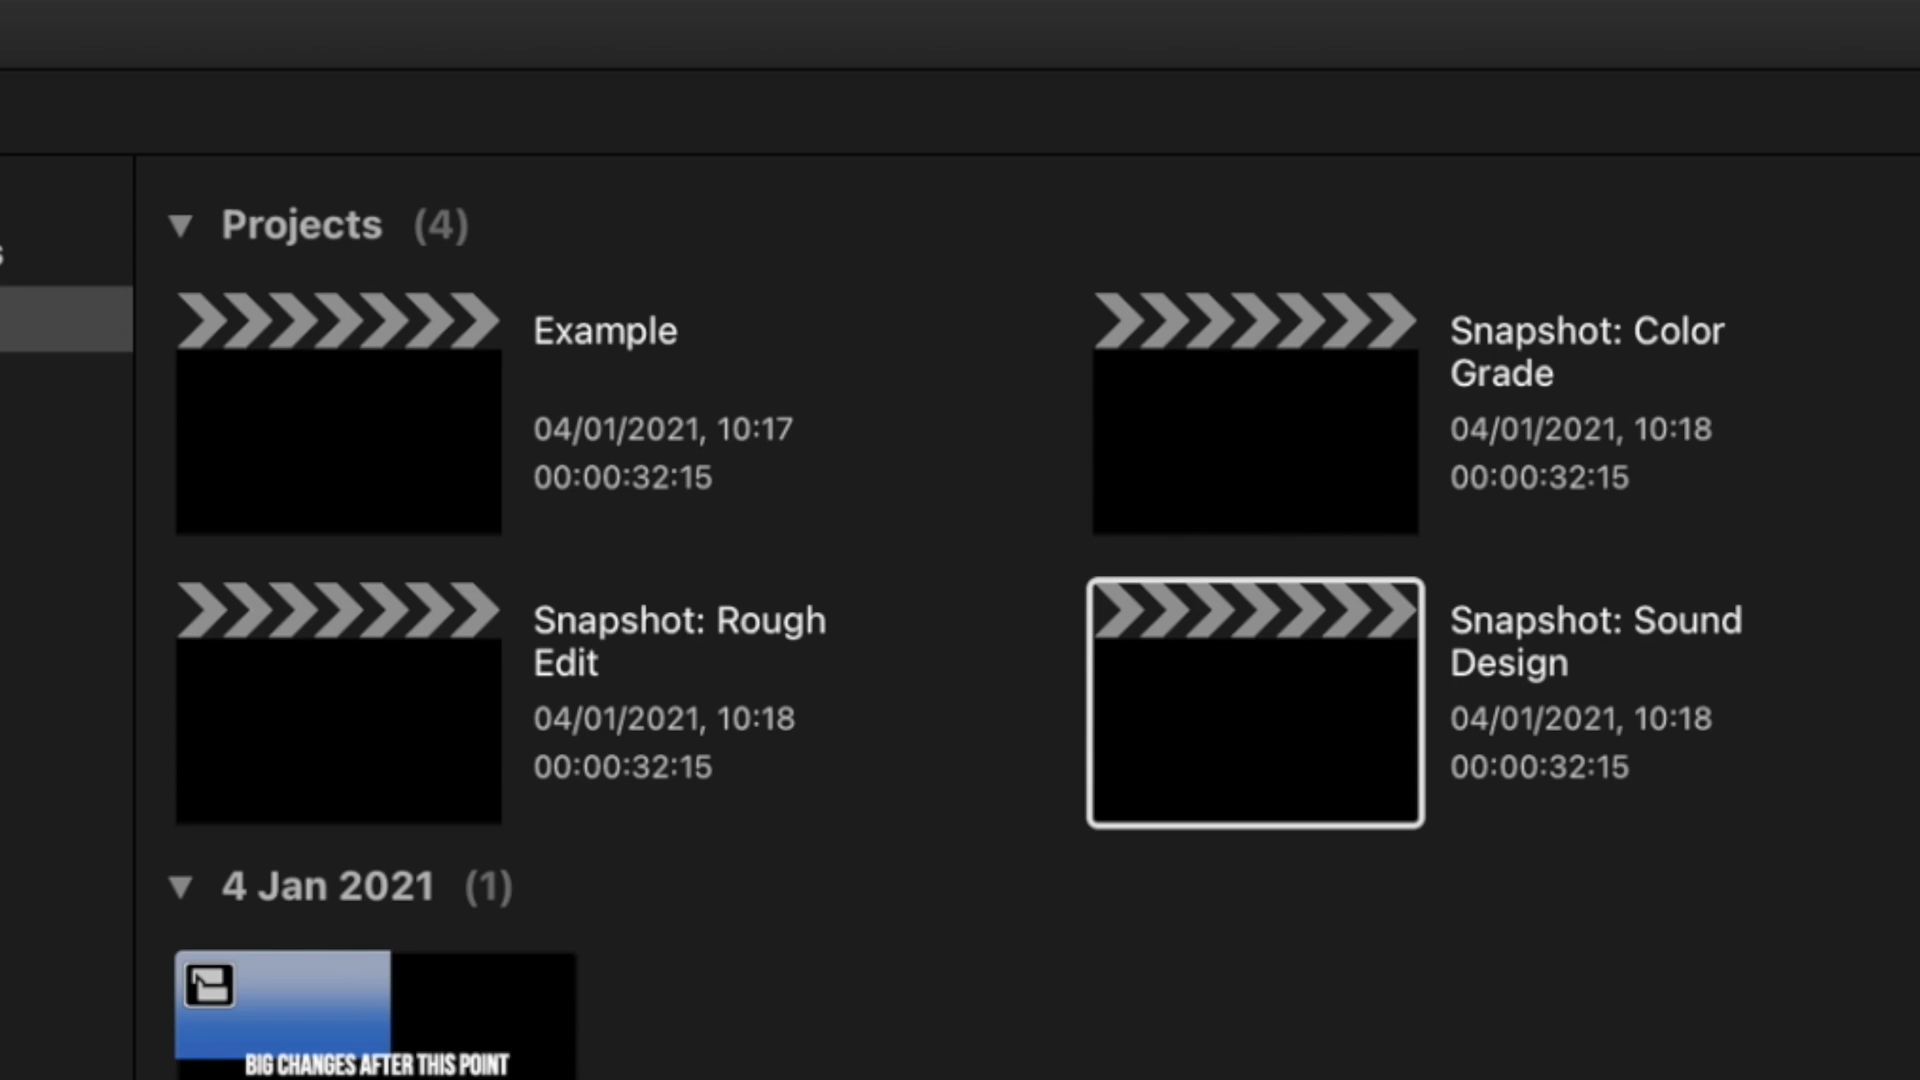 s
Projects (4)
Example
04/01/2021, 10:17
00:00:32:15
Snapshot: Color
Grade
04/01/2021, 10:18
00:00:32:15
Snapshot: Rough
Edit
04/01/2021, 10:18
00:00:32:15
Snapshot: Sound
Design
04/01/2021, 10:18
00:00:32:15
4 Jan 2021 (1)
BIG CHANGES AFTER THIS POINT